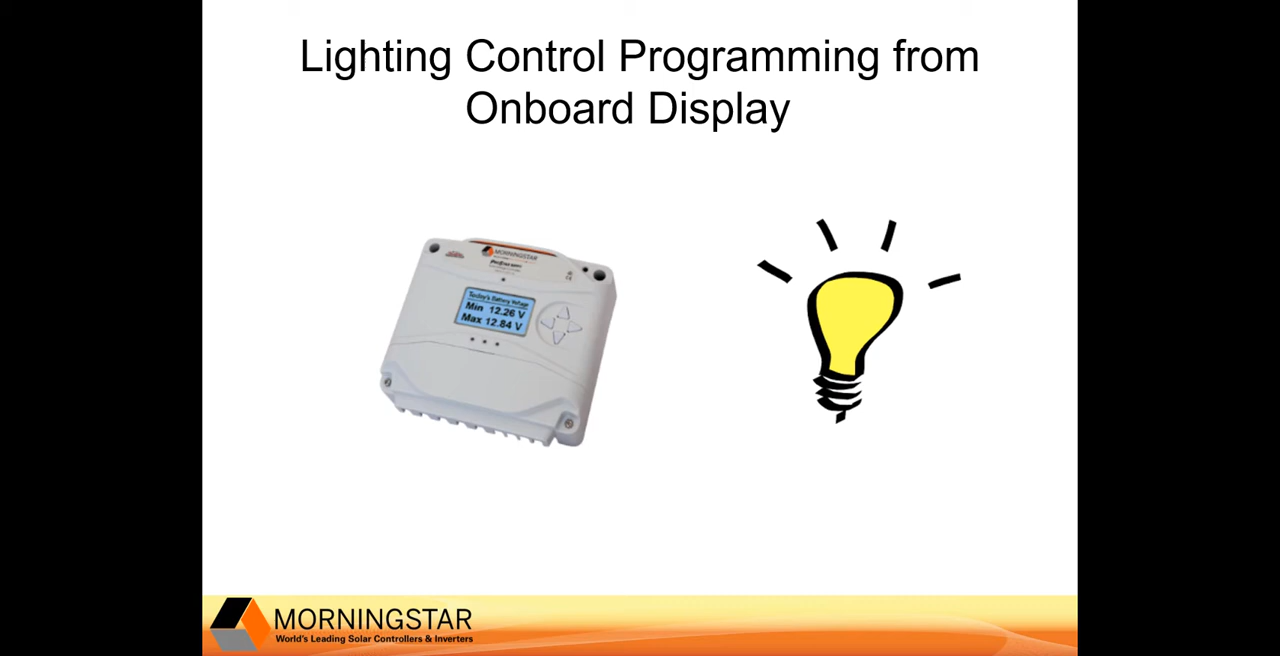 Lighting Control Programming from
Onboard Display
MORNINGSTAR
Today's Battery Voltage
Min 12.26 V
Max 12.84 V
MORNINGSTAR
World's Leading Solar Controllers & Inverters